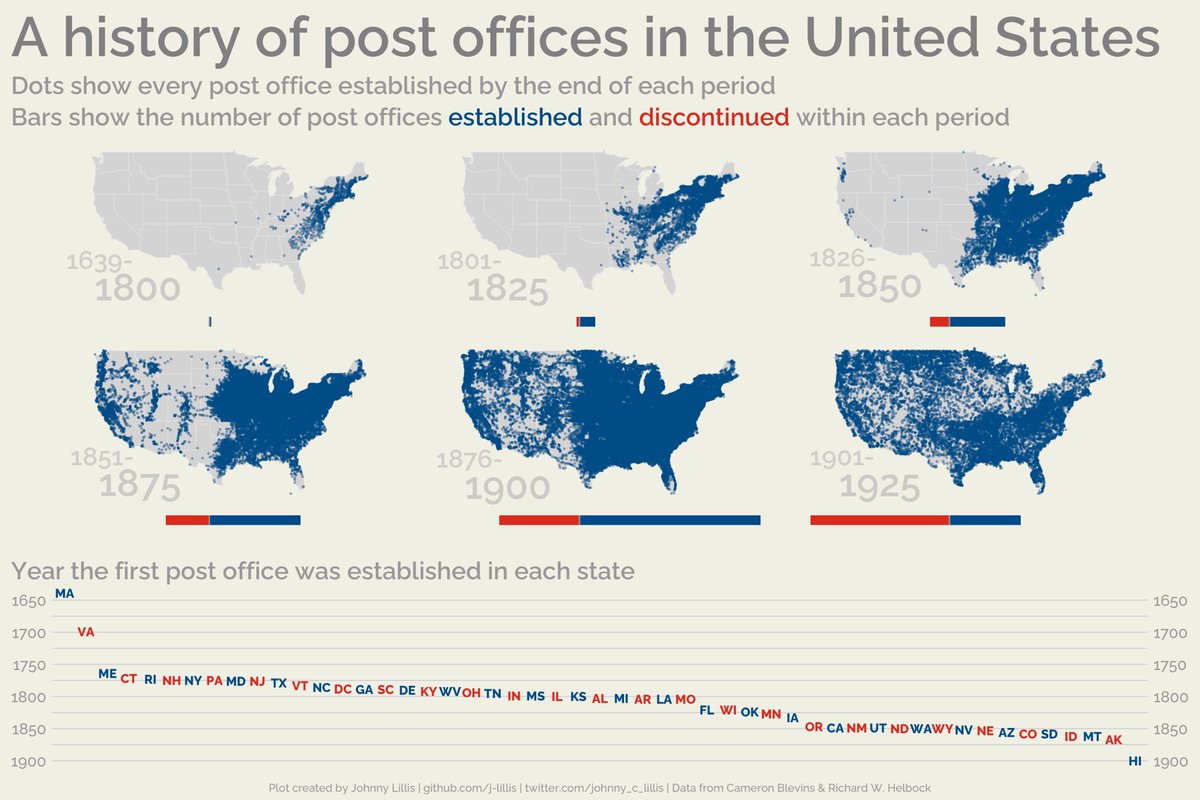 A history of post offices in the United States
Dots show every post office established by the end of each period
Bars show the number of post offices established and discontinued within each period
1639-
1800
1801-
1825
1826-
1850
1851-
1875
1876-
1900
1901-
1925
Year the first post office was established in each state
1650 MA 1650
1700 VA 1700
1750 1750
ME CT RI NH NY PA MD NJ TX VT NC DC GA SC DE KY WV OH TN IN MS IL KS AL MI AR LA MO
1800 1800
FL WI OK MN IA
1850 OR CA NM UT ND WA WY NV NE AZ CO SD ID MT AK 1850
1900 HI 1900
Plot created by Johnny Lillis | github.com/j-lillis | twitter.com/johnny_c_lillis | Data from Cameron Blevins & Richard W. Helbock